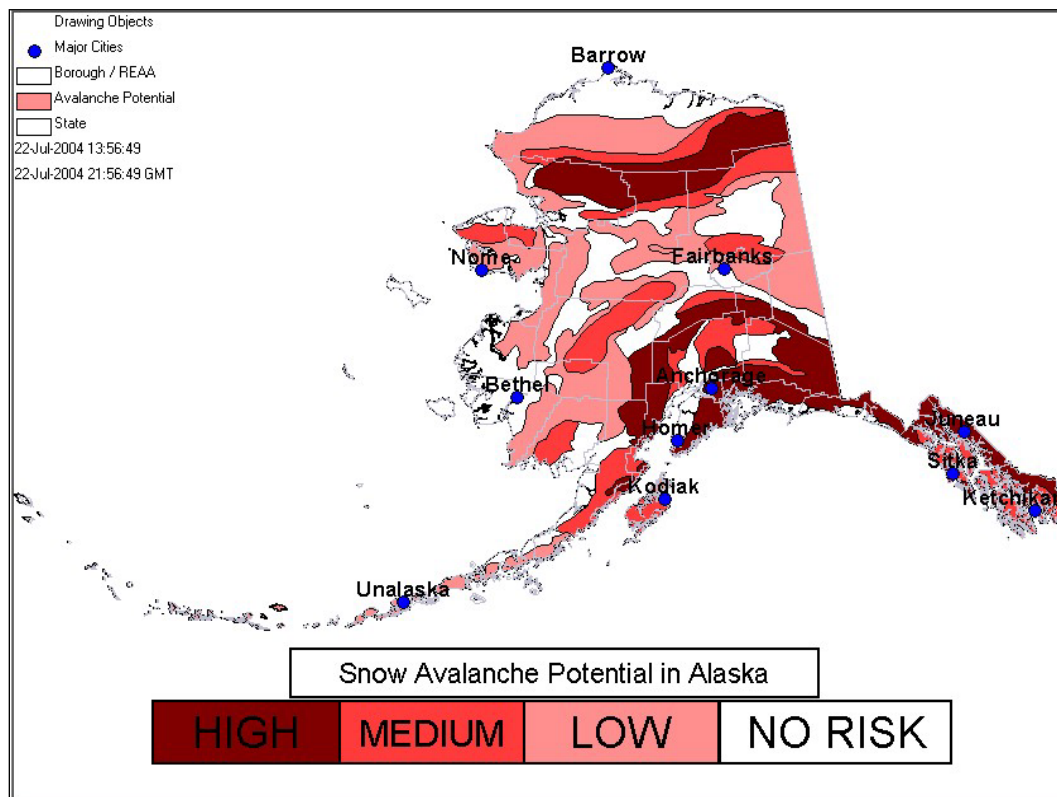 Drawing Objects
Major Cities
Borough / REAA
Avalanche Potential
State
22-Jul-2004 13:56:49
22-Jul-2004 21:56:49 GMT
Barrow
Nome
Fairbanks
Bethel
Anchorage
Homer
Juneau
Sitka
Kodiak
Ketchikan
Unalaska
Snow Avalanche Potential in Alaska
HIGH
MEDIUM
LOW
NO RISK